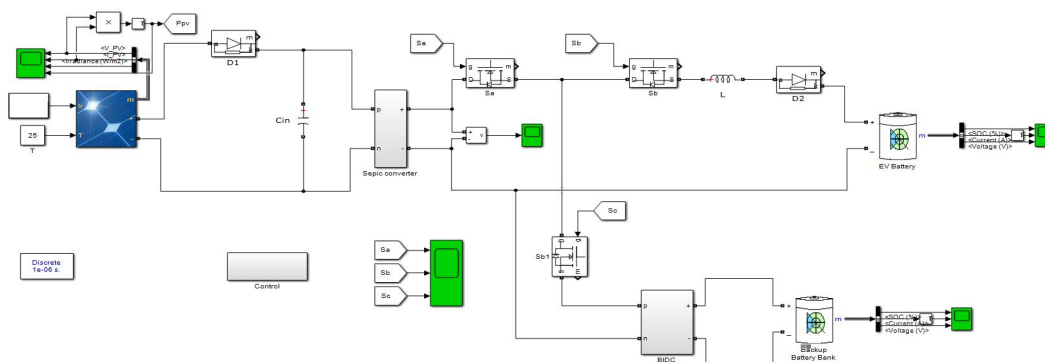 Ppv
<V_PV>
<I_PV>
<Irradiance (W/m2)>
X
T
m
Ir
T
+
-
25
T
D1
Cin
p
n
+
-
Sepic converter
Sa
g
m
D
S
Sa
Sb
g
m
D
S
Sb
L
D2
+
-
v
+
_
m
EV Battery
<SOC (%)>
<Current (A)>
<Voltage (V)>
Discrete
1e-06 s.
Control
Sa
Sb
Sc
Sc
D
g
Sb1
S
m
p
n
+
-
BIDC
+
_
m
Backup
Battery Bank
<SOC (%)>
<Current (A)>
<Voltage (V)>